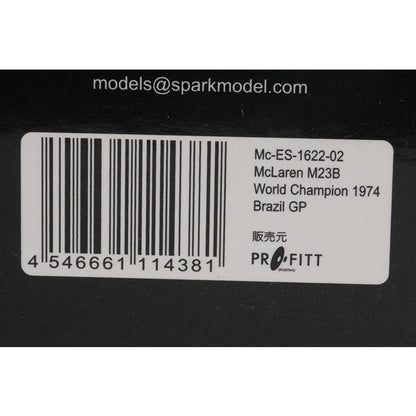 models@sparkmodel.com
Mc-ES-1622-02
McLaren M23B
World Champion 1974
Brazil GP
販売元
PROFITT
SPORTING
4 546661 114381